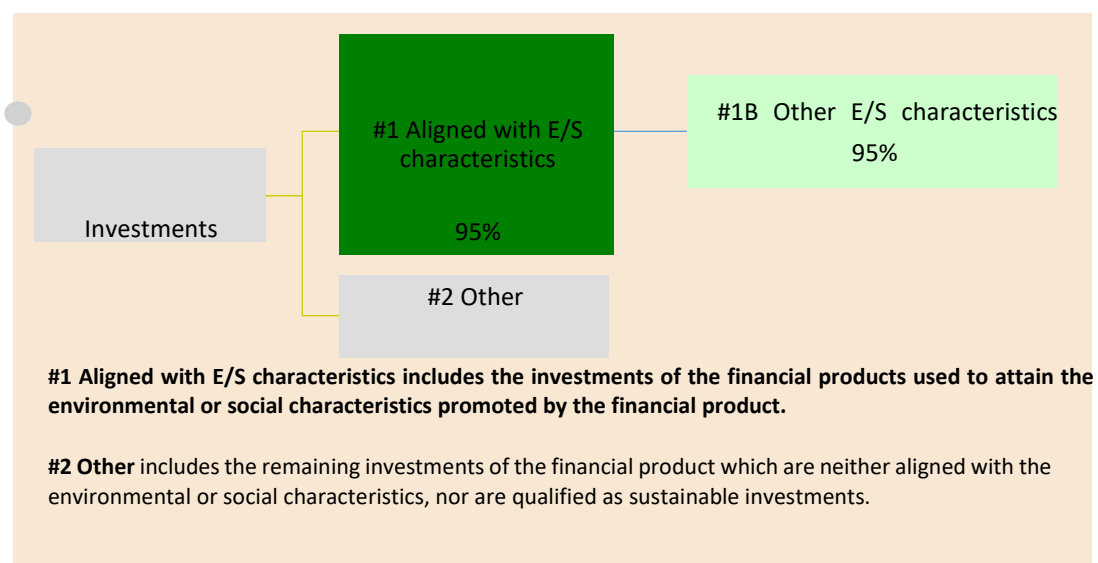 #1 Aligned with E/S
characteristics
95%
#1B Other E/S characteristics
95%
Investments
#2 Other
#1 Aligned with E/S characteristics includes the investments of the financial products used to attain the
environmental or social characteristics promoted by the financial product.
#2 Other includes the remaining investments of the financial product which are neither aligned with the
environmental or social characteristics, nor are qualified as sustainable investments.